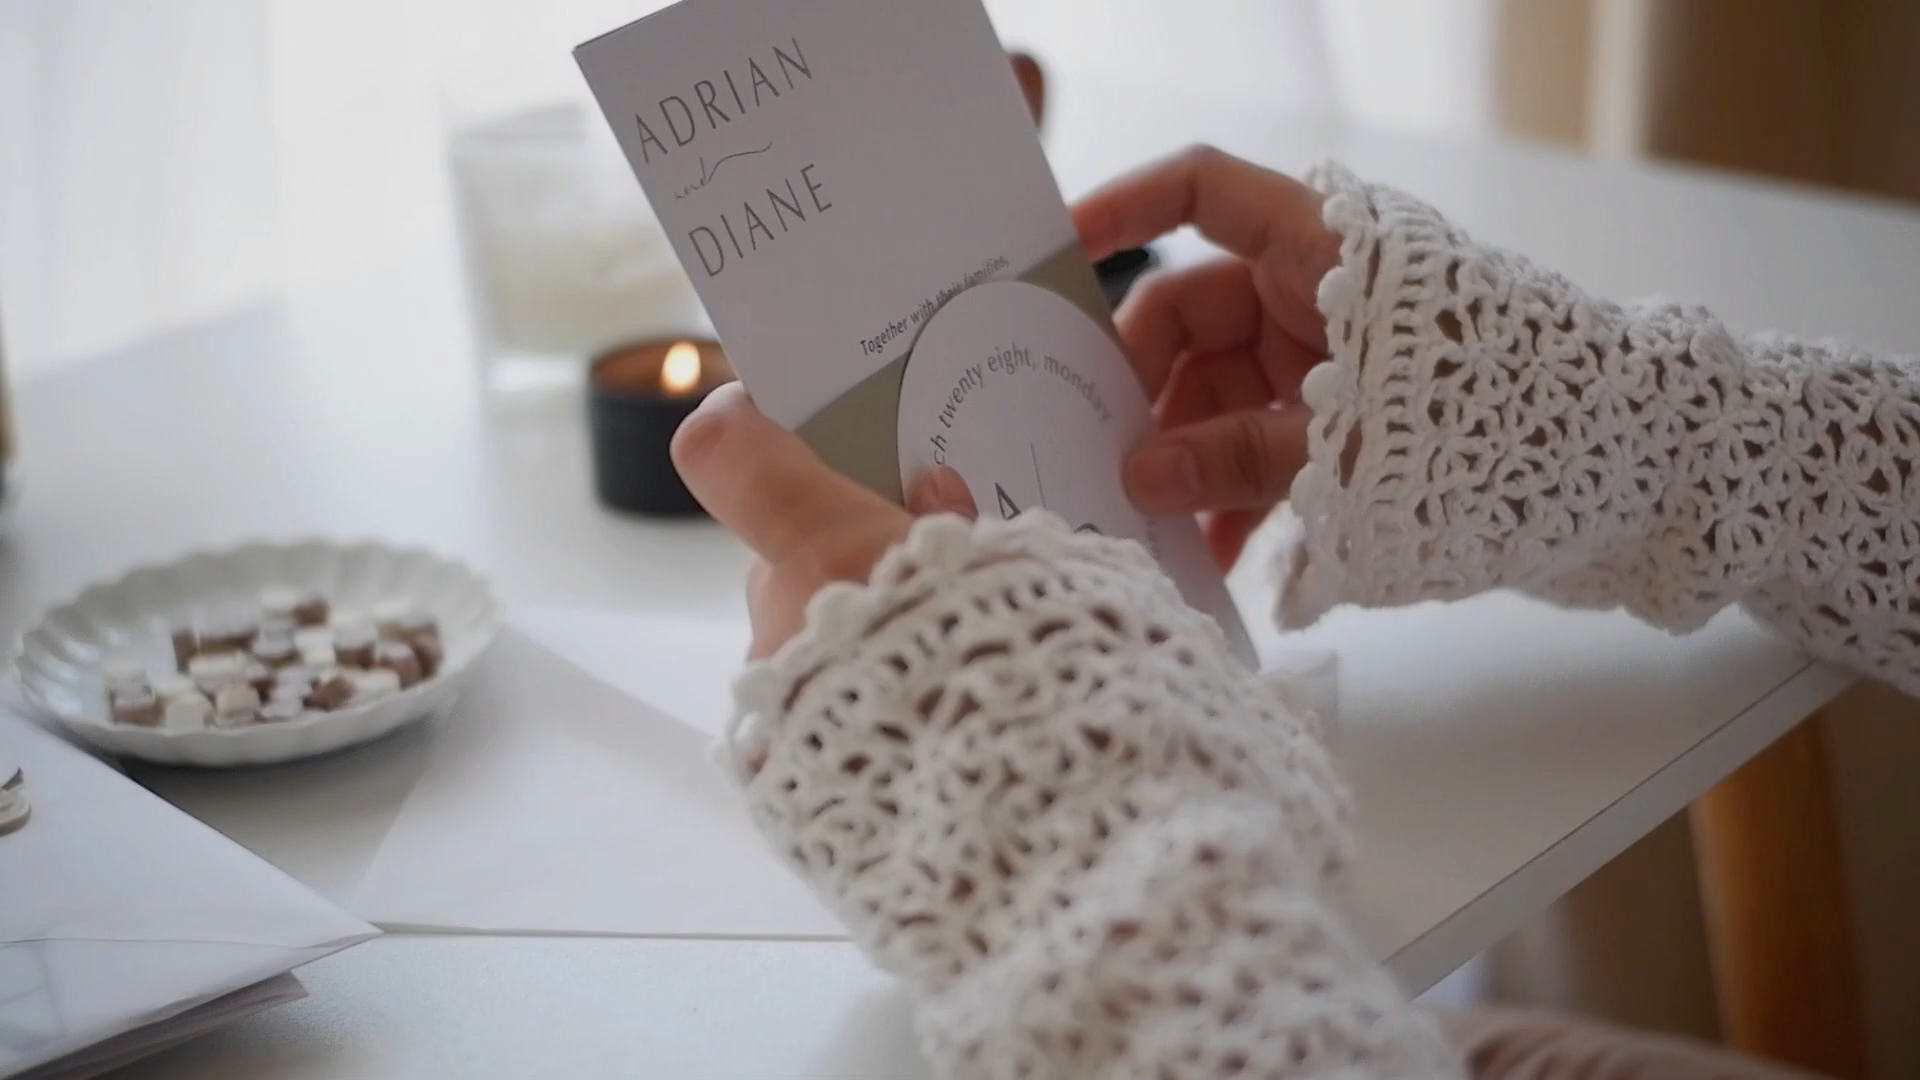 ADRIAN
and
DIANE
Together with their families,
ch twenty eight, monday
A